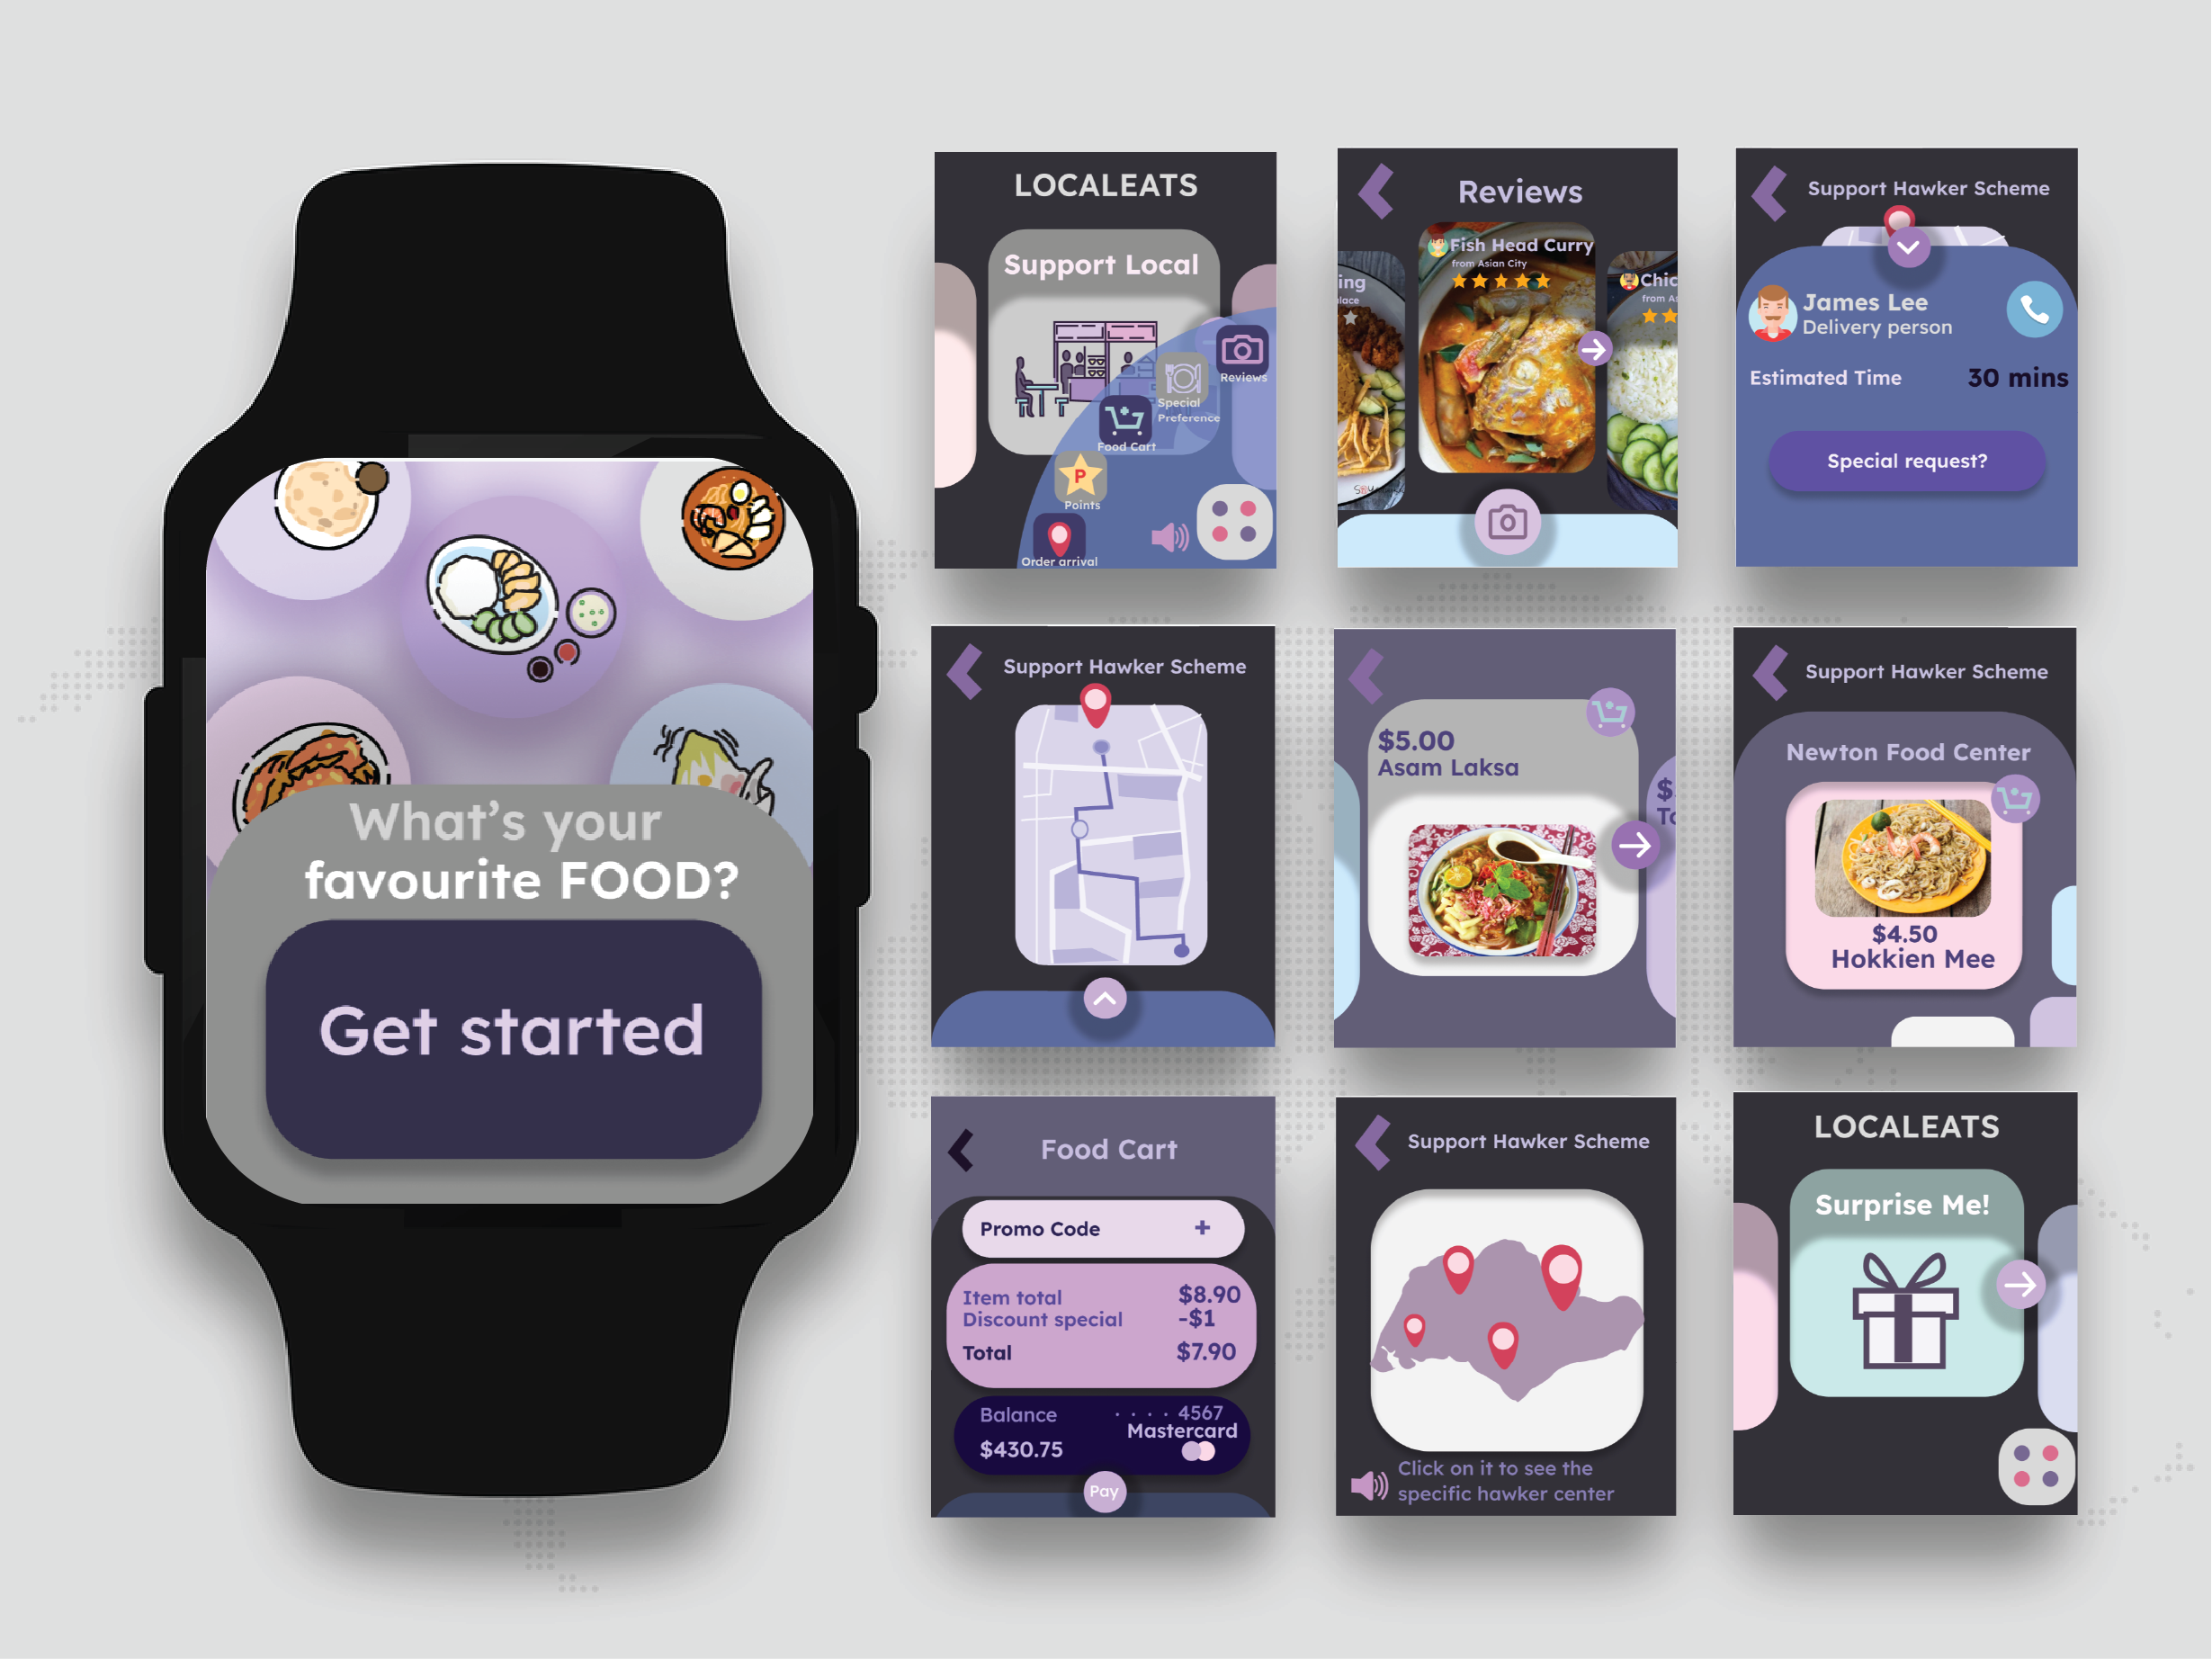 What's your
favourite FOOD?
Get started
LOCALEATS
Support Local
Reviews
Special
Preference
Food Cart
P
Points
Order arrival
Reviews
ing
lace
Fish Head Curry
from Asian City
Chic
from A
Support Hawker Scheme
James Lee
Delivery person
Estimated Time 30 mins
Special request?
Support Hawker Scheme
$5.00
Asam Laksa
$
To
Support Hawker Scheme
Newton Food Center
$4.50
Hokkien Mee
Food Cart
Promo Code +
Item total $8.90
Discount special -$1
Total $7.90
Balance · · · · 4567
Mastercard
$430.75
Pay
Support Hawker Scheme
Click on it to see the
specific hawker center
LOCALEATS
Surprise Me!